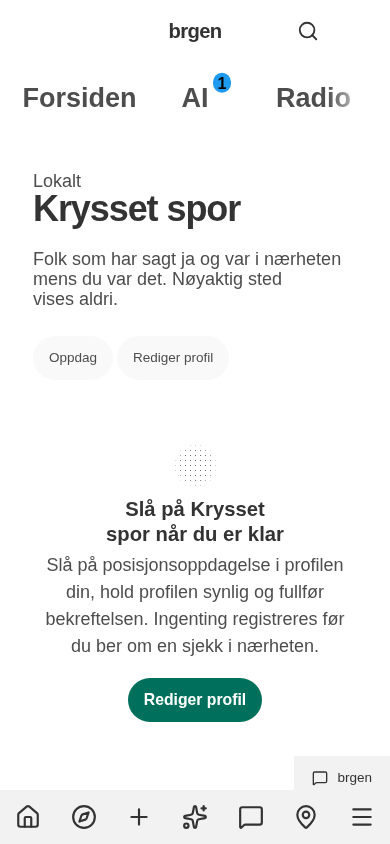 brgen
Forsiden AI 1 Radio
Lokalt
Krysset spor
Folk som har sagt ja og var i nærheten
mens du var det. Nøyaktig sted
vises aldri.
Oppdag Rediger profil
Slå på Krysset
spor når du er klar
Slå på posisjonsoppdagelse i profilen
din, hold profilen synlig og fullfør
bekreftelsen. Ingenting registreres før
du ber om en sjekk i nærheten.
Rediger profil
brgen